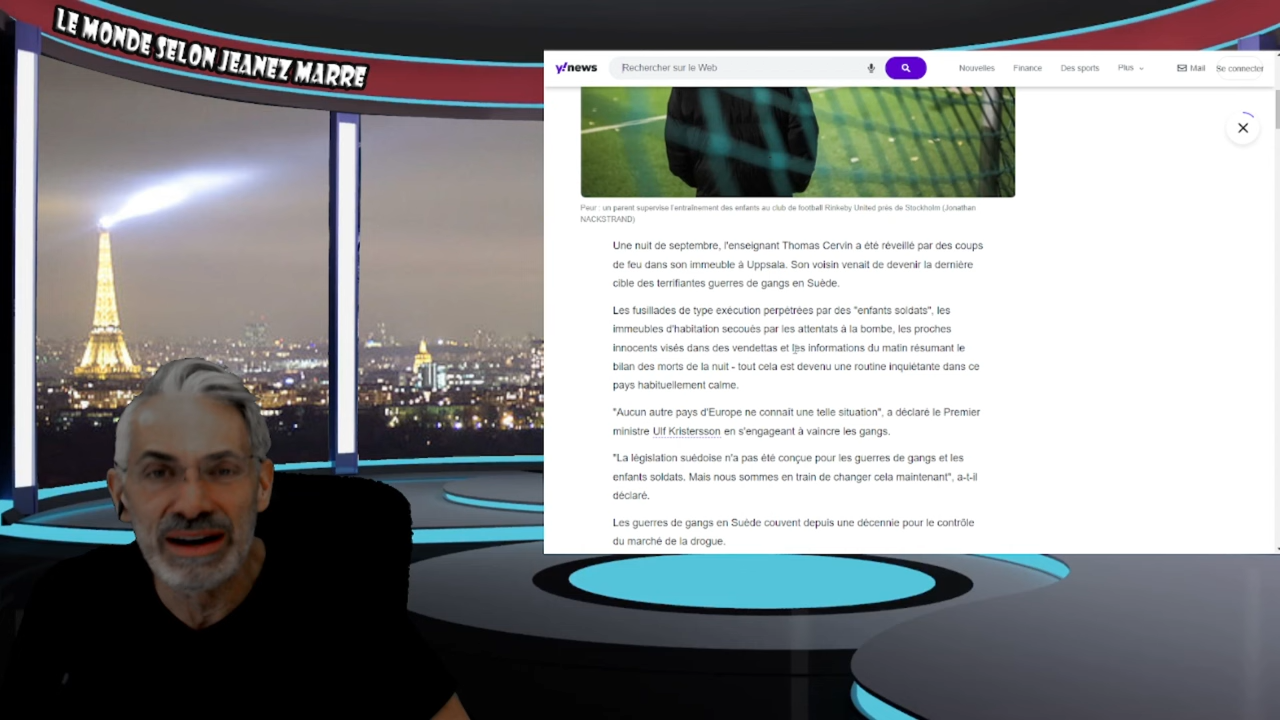 LE MONDE SELON JEANEZ MARRE
y!news
Rechercher sur le Web
Nouvelles
Finance
Des sports
Plus
Mail
Se connecter
Peur : un parent supervise l'entraînement des enfants au club de football Rinkeby United près de Stockholm (Jonathan
NACKSTRAND)
Une nuit de septembre, l'enseignant Thomas Cervin a été réveillé par des coups
de feu dans son immeuble à Uppsala. Son voisin venait de devenir la dernière
cible des terrifiantes guerres de gangs en Suède.
Les fusillades de type exécution perpétrées par des "enfants soldats", les
immeubles d'habitation secoués par les attentats à la bombe, les proches
innocents visés dans des vendettas et les informations du matin résumant le
bilan des morts de la nuit - tout cela est devenu une routine inquiétante dans ce
pays habituellement calme.
"Aucun autre pays d'Europe ne connaît une telle situation", a déclaré le Premier
ministre Ulf Kristersson en s'engageant à vaincre les gangs.
"La législation suédoise n'a pas été conçue pour les guerres de gangs et les
enfants soldats. Mais nous sommes en train de changer cela maintenant", a-t-il
déclaré.
Les guerres de gangs en Suède couvent depuis une décennie pour le contrôle
du marché de la drogue.